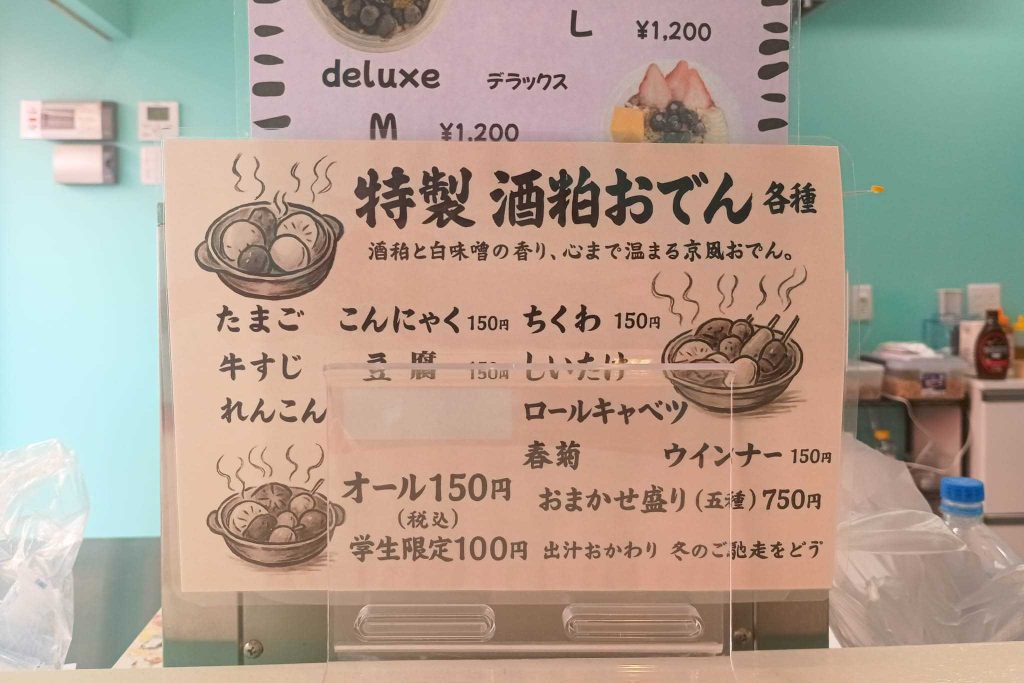 L ¥1,200
deluxe デラックス
M ¥1,200
特製 酒粕おでん 各種
酒粕と白味噌の香り、心まで温まる京風おでん。
たまご こんにゃく 150円 ちくわ 150円
牛すじ 豆腐 150円 しいたけ
れんこん ロールキャベツ
春菊 ウインナー 150円
オール150円 おまかせ盛り(五種)750円
(税込)
学生限定100円 出汁おかわり 冬のご馳走をどう